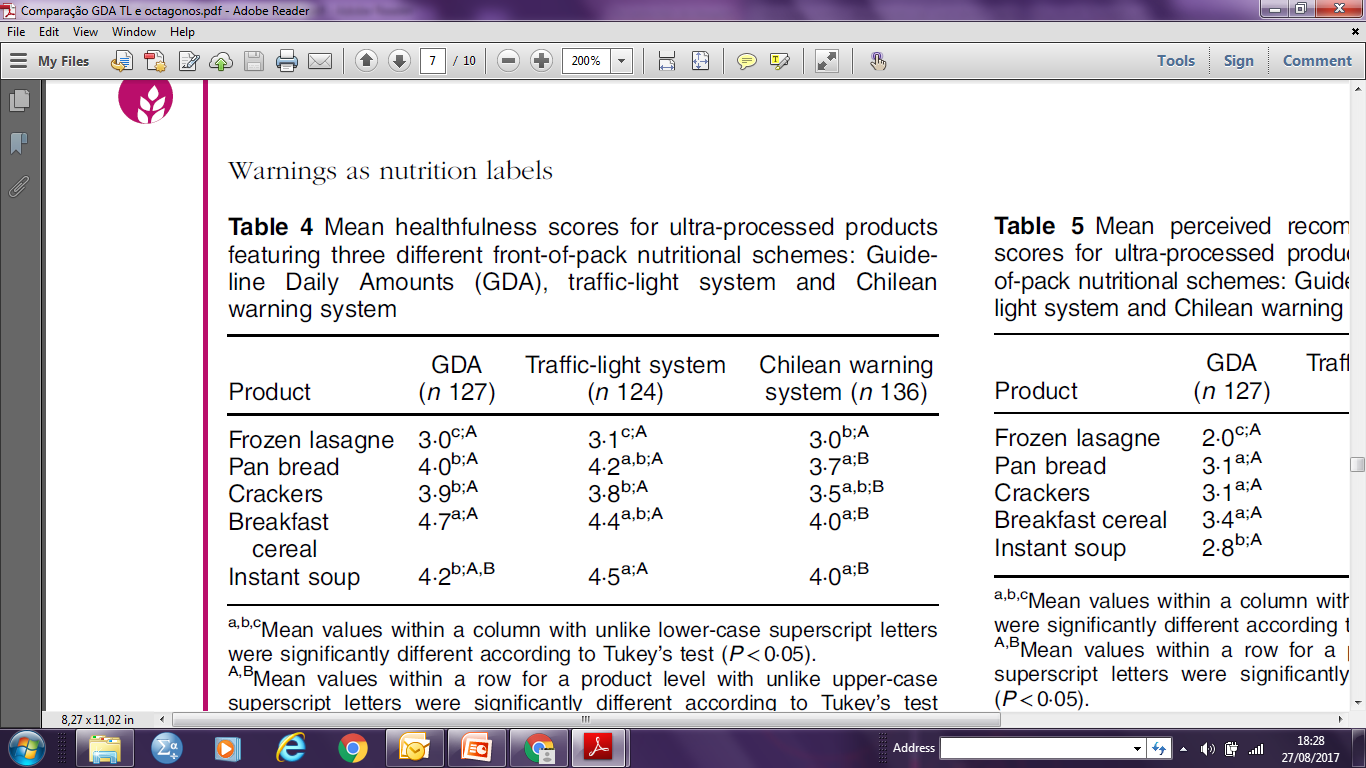 Comparação GDA TL e octagonos.pdf - Adobe Reader
File Edit View Window Help
My Files 7 / 10 200% Tools Sign Comment
Warnings as nutrition labels
Table 4 Mean healthfulness scores for ultra-processed products
featuring three different front-of-pack nutritional schemes: Guide-
line Daily Amounts (GDA), traffic-light system and Chilean
warning system
GDA Traffic-light system Chilean warning
Product (n 127) (n 124) system (n 136)
Frozen lasagne 3·0c;A 3·1c;A 3·0b;A
Pan bread 4·0b;A 4·2a,b;A 3·7a;B
Crackers 3·9b;A 3·8b;A 3·5a,b;B
Breakfast 4·7a;A 4·4a,b;A 4·0a;B
cereal
Instant soup 4·2b;A,B 4·5a;A 4·0a;B
a,b,cMean values within a column with unlike lower-case superscript letters
were significantly different according to Tukey's test (P < 0·05).
A,BMean values within a row for a product level with unlike upper-case
superscript letters were significantly different according to Tukey's test
Table 5 Mean perceived recom
scores for ultra-processed produ
of-pack nutritional schemes: Guide
light system and Chilean warning
GDA Traff
Product (n 127)
Frozen lasagne 2·0c;A
Pan bread 3·1a;A
Crackers 3·1a;A
Breakfast cereal 3·4a;A
Instant soup 2·8b;A
a,b,cMean values within a column with
were significantly different according t
A,BMean values within a row for a
superscript letters were significantly
(P < 0·05).
8,27 x 11,02 in
Address
18:28
27/08/2017